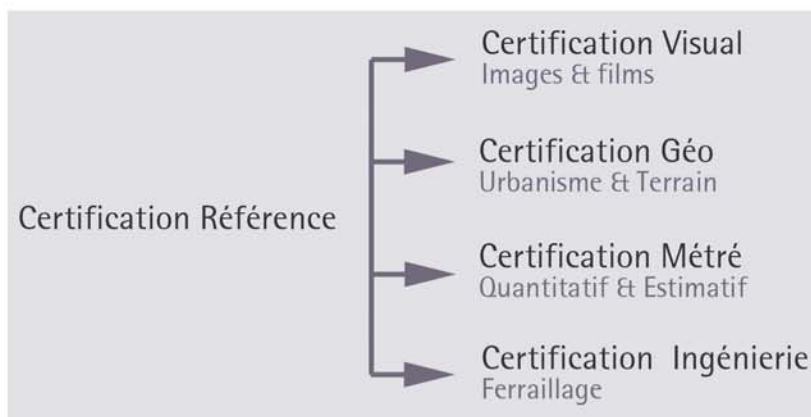 Certification Visual
Images & films
Certification Géo
Urbanisme & Terrain
Certification Référence
Certification Métré
Quantitatif & Estimatif
Certification Ingénierie
Ferraillage